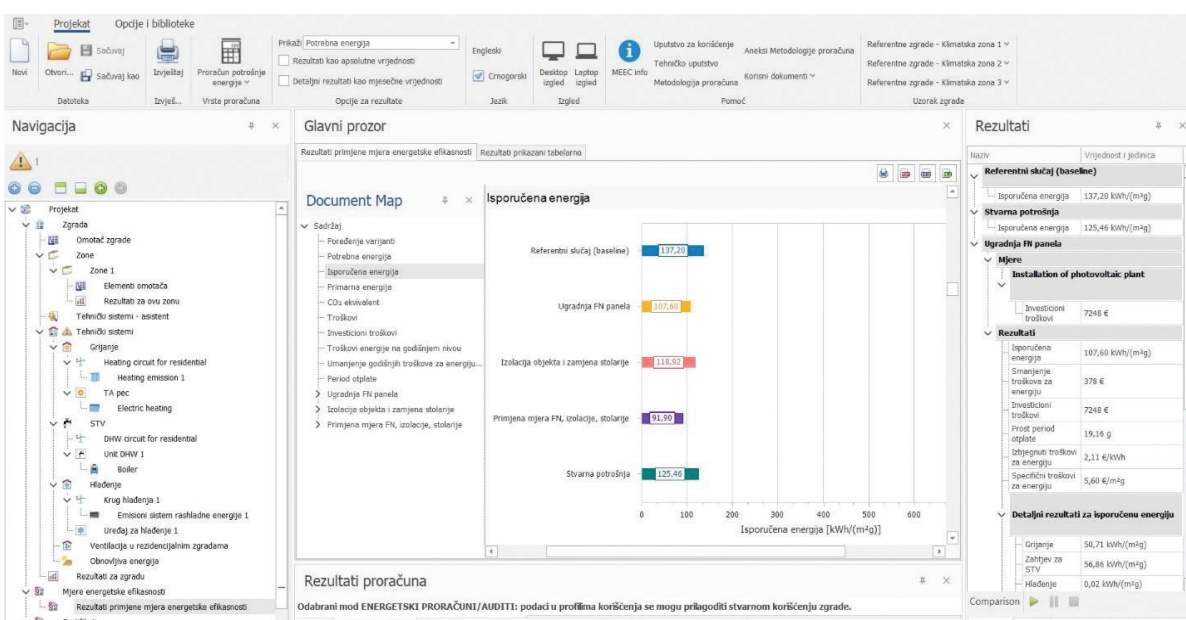 Projekat Opcije i biblioteke
Novi
Otvori...
Sačuvaj
Sačuvaj kao
Datoteka
Izvještaj
Izvješ...
Proračun potrošnje
energije
Vrsta proračuna
Prikaži Potrebna energija
Rezultati kao apsolutne vrijednosti
Detaljni rezultati kao mjesečne vrijednosti
Opcije za rezultate
Engleski
Crnogorski
Jezik
Desktop
izgled
Laptop
izgled
Izgled
MEEC info
Uputstvo za korišćenje
Tehničko uputstvo
Metodologija proračuna
Aneksi Metodologije proračuna
Korisni dokumenti
Pomoć
Referentne zgrade - Klimatska zona 1
Referentne zgrade - Klimatska zona 2
Referentne zgrade - Klimatska zona 3
Uzorak zgrada
Navigacija
!
Projekat
Zgrada
Omotač zgrade
Zone
Zone 1
Elementi omotača
Rezultati za ovu zonu
Tehnički sistemi - asistent
Tehnički sistemi
Grijanje
Heating circuit for residential
Heating emission 1
TA pec
Electric heating
STV
DHW circuit for residential
Unit DHW 1
Boiler
Hlađenje
Krug hlađenja 1
Emisioni sistem rashladne energije 1
Uređaj za hlađenje 1
Ventilacija u rezidencijalnim zgradama
Obnovljiva energija
Rezultati za zgradu
Mjere energetske efikasnosti
Rezultati primjene mjera energetske efikasnosti
Glavni prozor
Rezultati primjene mjera energetske efikasnosti Rezultati prikazani tabelarno
Document Map
Sadržaj
Poređenje varijanti
Potrebna energija
Isporučena energija
Primarna energija
CO₂ ekvivalent
Troškovi
Investicioni troškovi
Troškovi energije na godišnjem nivou
Umanjenje godišnjih troškova za energiju...
Period otplate
Ugradnja FN panela
Izolacija objekta i zamjena stolarije
Primjena mjera FN, izolacije, stolarije
Isporučena energija
Referentni slučaj (baseline) 137,20
Ugradnja FN panela 107,60
Izolacija objekta i zamjena stolarije 118,92
Primjena mjera FN, izolacije, stolarije 91,90
Stvarna potrošnja 125,46
0 100 200 300 400 500 600
Isporučena energija [kWh/(m²g)]
Rezultati proračuna
Odabrani mod ENERGETSKI PRORAČUNI/AUDITI: podaci u profilima korišćenja se mogu prilagoditi stvarnom korišćenju zgrade.
Rezultati
Naziv Vrijednost i jedinica
Referentni slučaj (baseline)
Isporučena energija 137,20 kWh/(m²g)
Stvarna potrošnja
Isporučena energija 125,46 kWh/(m²g)
Ugradnja FN panela
Mjere
Installation of photovoltaic plant
Investicioni
troškovi 7248 €
Rezultati
Isporučena
energija 107,60 kWh/(m²g)
Smanjenje
troškova za
energiju 378 €
Investicioni
troškovi 7248 €
Prost period
otplate 19,16 g
Izbjegnuti troškovi
za energiju 2,11 €/kWh
Specifični troškovi
za energiju 5,60 €/m²g
Detaljni rezultati za isporučenu energiju
Grijanje 50,71 kWh/(m²g)
Zahtjev za
STV 56,86 kWh/(m²g)
Hlađenje 0,02 kWh/(m²g)
Comparison